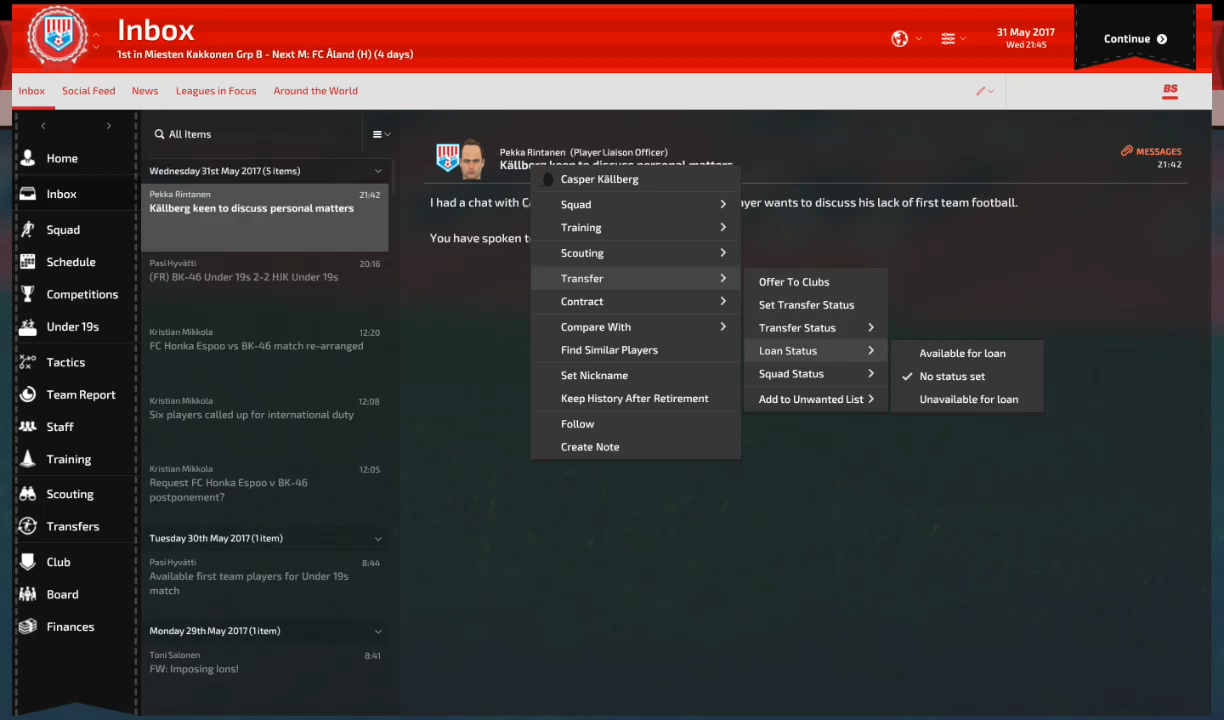 Inbox
1st in Miesten Kakkonen Grp B - Next M: FC Åland (H) (4 days)
31 May 2017
Wed 21:45
Continue
Inbox
Social Feed
News
Leagues in Focus
Around the World
BS
Home
Inbox
Squad
Schedule
Competitions
Under 19s
Tactics
Team Report
Staff
Training
Scouting
Transfers
Club
Board
Finances
All Items
Wednesday 31st May 2017 (5 items)
Pekka Rintanen 21:42
Källberg keen to discuss personal matters
Pasi Hyvätti 20:16
(FR) BK-46 Under 19s 2-2 HJK Under 19s
Kristian Mikkola 12:20
FC Honka Espoo vs BK-46 match re-arranged
Kristian Mikkola 12:08
Six players called up for international duty
Kristian Mikkola 12:05
Request FC Honka Espoo v BK-46
postponement?
Tuesday 30th May 2017 (1 item)
Pasi Hyvätti 8:44
Available first team players for Under 19s
match
Monday 29th May 2017 (1 item)
Toni Salonen 8:41
FW: Imposing Ions!
Pekka Rintanen (Player Liaison Officer)
Källberg keen to discuss personal matters
MESSAGES
21:42
I had a chat with C
ayer wants to discuss his lack of first team football.
You have spoken t
Casper Källberg
Squad
Training
Scouting
Transfer
Contract
Compare With
Find Similar Players
Set Nickname
Keep History After Retirement
Follow
Create Note
Offer To Clubs
Set Transfer Status
Transfer Status
Loan Status
Squad Status
Add to Unwanted List
Available for loan
No status set
Unavailable for loan